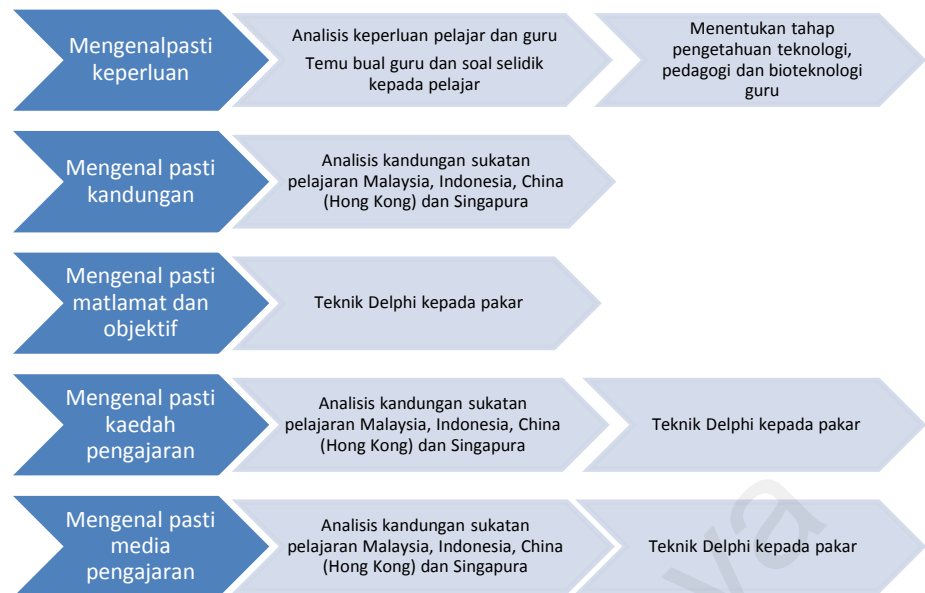 Mengenalpasti
keperluan
Analisis keperluan pelajar dan guru
Temu bual guru dan soal selidik
kepada pelajar
Menentukan tahap
pengetahuan teknologi,
pedagogi dan bioteknologi
guru
Mengenal pasti
kandungan
Analisis kandungan sukatan
pelajaran Malaysia, Indonesia, China
(Hong Kong) dan Singapura
Mengenal pasti
matlamat dan
objektif
Teknik Delphi kepada pakar
Mengenal pasti
kaedah
pengajaran
Analisis kandungan sukatan
pelajaran Malaysia, Indonesia, China
(Hong Kong) dan Singapura
Teknik Delphi kepada pakar
Mengenal pasti
media
pengajaran
Analisis kandungan sukatan
pelajaran Malaysia, Indonesia, China
(Hong Kong) dan Singapura
Teknik Delphi kepada pakar
ya